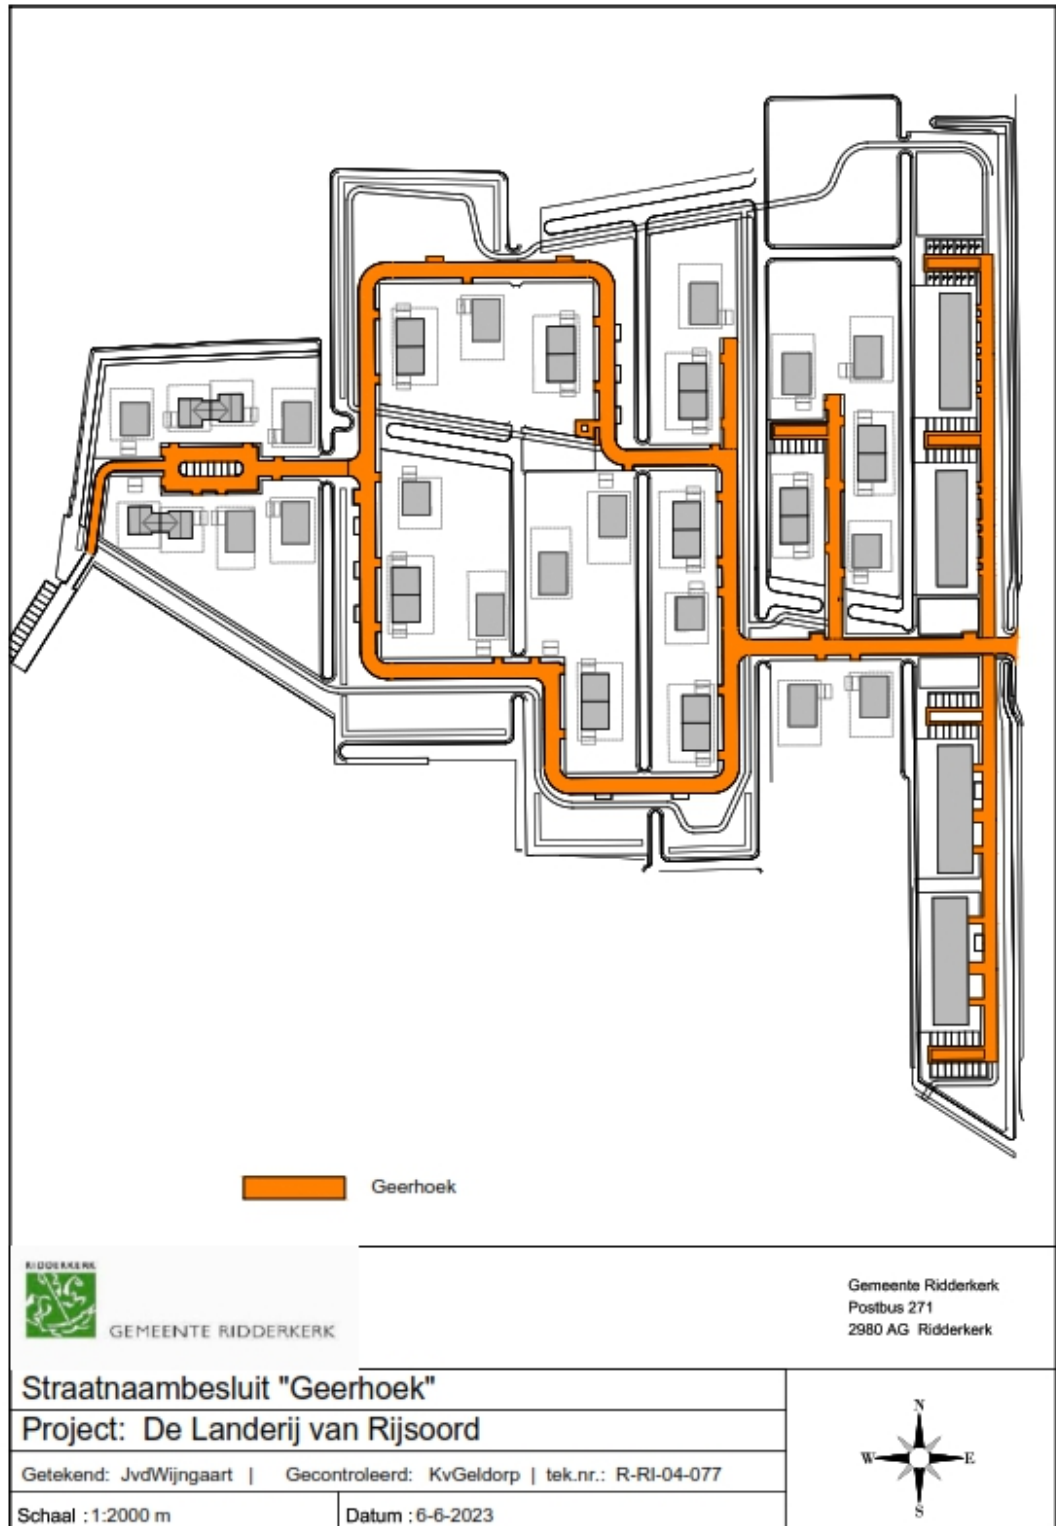 Geerhoek
RIDDERKERK
GEMEENTE RIDDERKERK
Gemeente Ridderkerk
Postbus 271
2980 AG Ridderkerk
Straatnaambesluit "Geerhoek"
Project: De Landerij van Rijsoord
Getekend: JvdWijngaart | Gecontroleerd: KvGeldorp | tek.nr.: R-RI-04-077
Schaal : 1:2000 m
Datum : 6-6-2023
N
W E
S